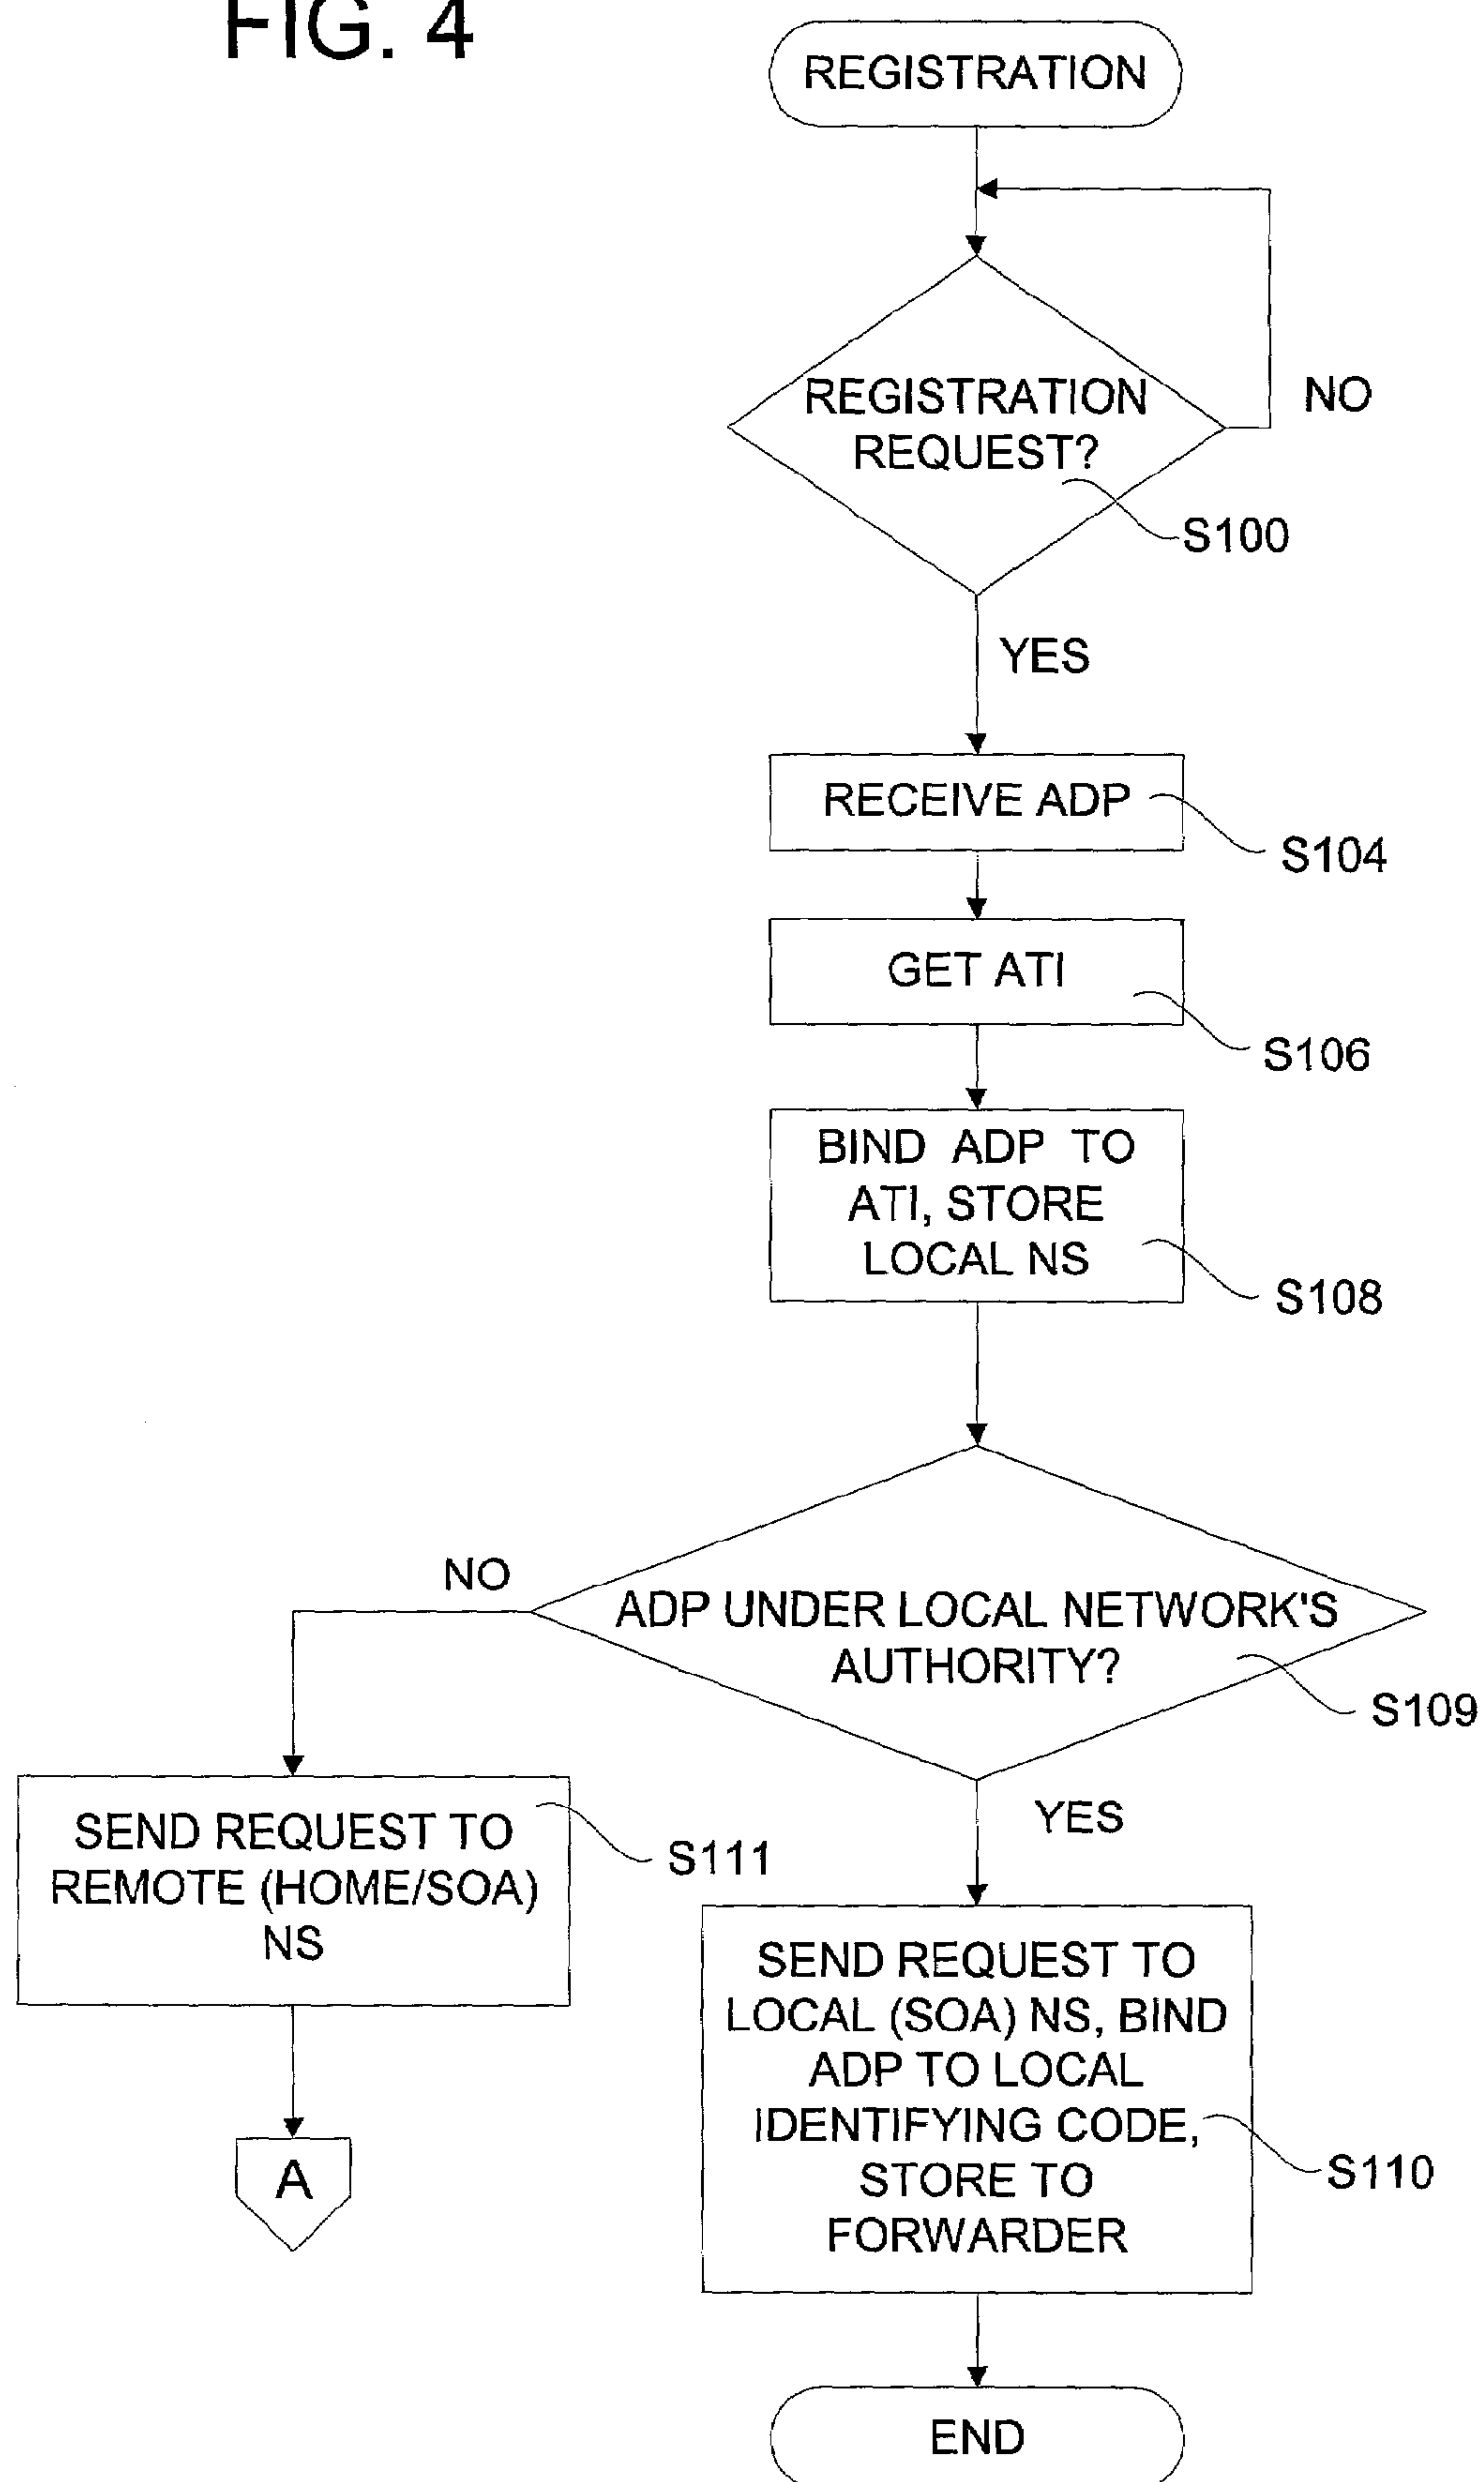 FIG. 4
REGISTRATION
REGISTRATION
REQUEST?
NO
S100
YES
RECEIVE ADP
S104
GET ATI
S106
BIND ADP TO
ATI, STORE
LOCAL NS
S108
NO
ADP UNDER LOCAL NETWORK'S
AUTHORITY?
S109
SEND REQUEST TO
REMOTE (HOME/SOA)
NS
S111
YES
SEND REQUEST TO
LOCAL (SOA) NS, BIND
ADP TO LOCAL
IDENTIFYING CODE,
STORE TO
FORWARDER
S110
A
END